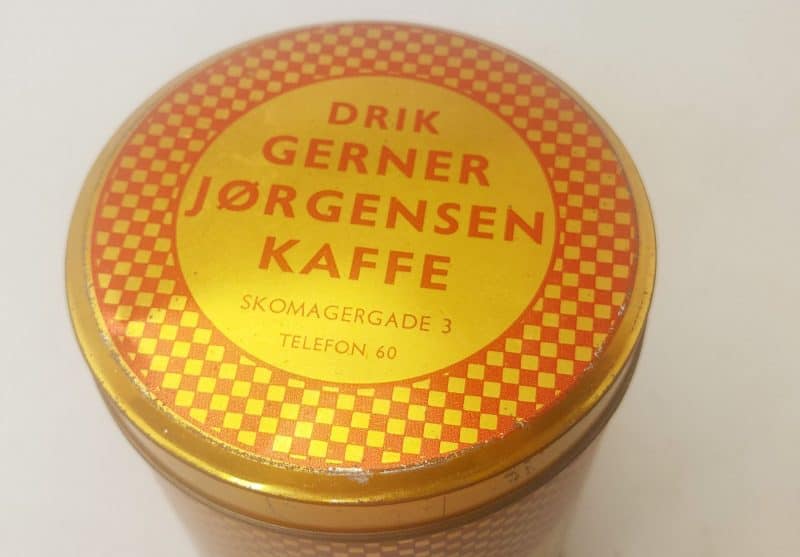 DRIK
GERNER
JØRGENSEN
KAFFE
SKOMAGERGADE 3
TELEFON 60